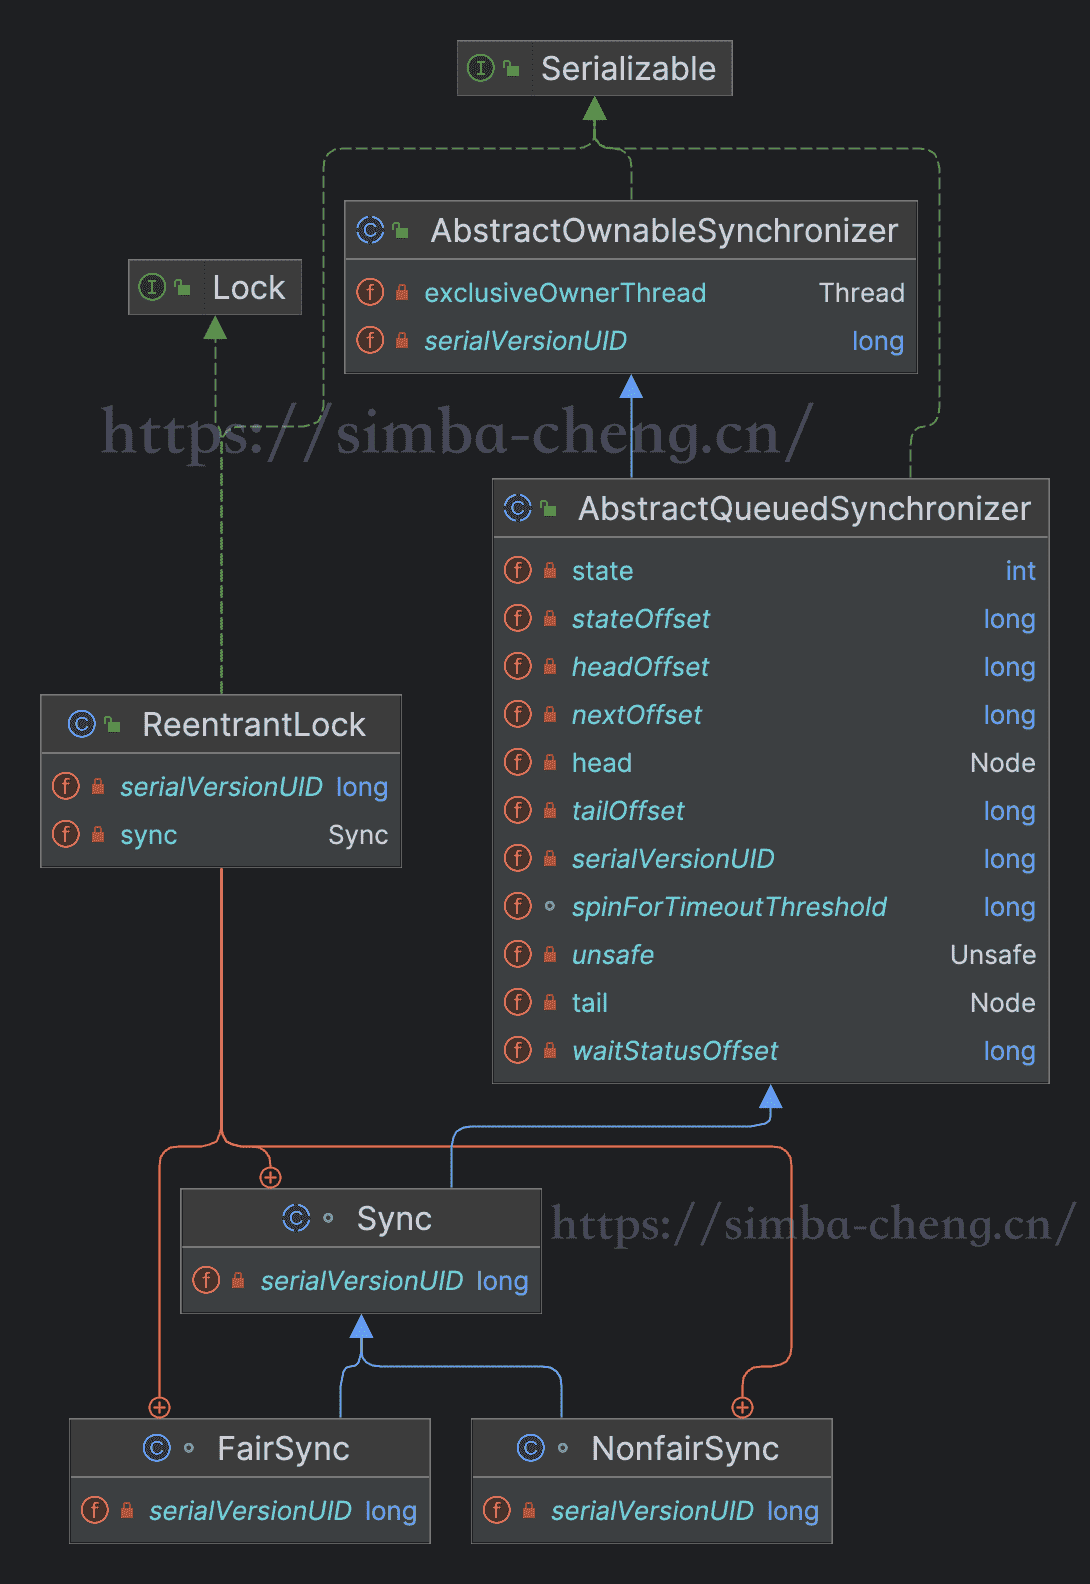 Serializable
AbstractOwnableSynchronizer
exclusiveOwnerThread Thread
serialVersionUID long
Lock
https://simba-cheng.cn/
AbstractQueuedSynchronizer
state int
stateOffset long
headOffset long
nextOffset long
head Node
tailOffset long
serialVersionUID long
spinForTimeoutThreshold long
unsafe Unsafe
tail Node
waitStatusOffset long
ReentrantLock
serialVersionUID long
sync Sync
Sync
serialVersionUID long
https://simba-cheng.cn/
FairSync
serialVersionUID long
NonfairSync
serialVersionUID long